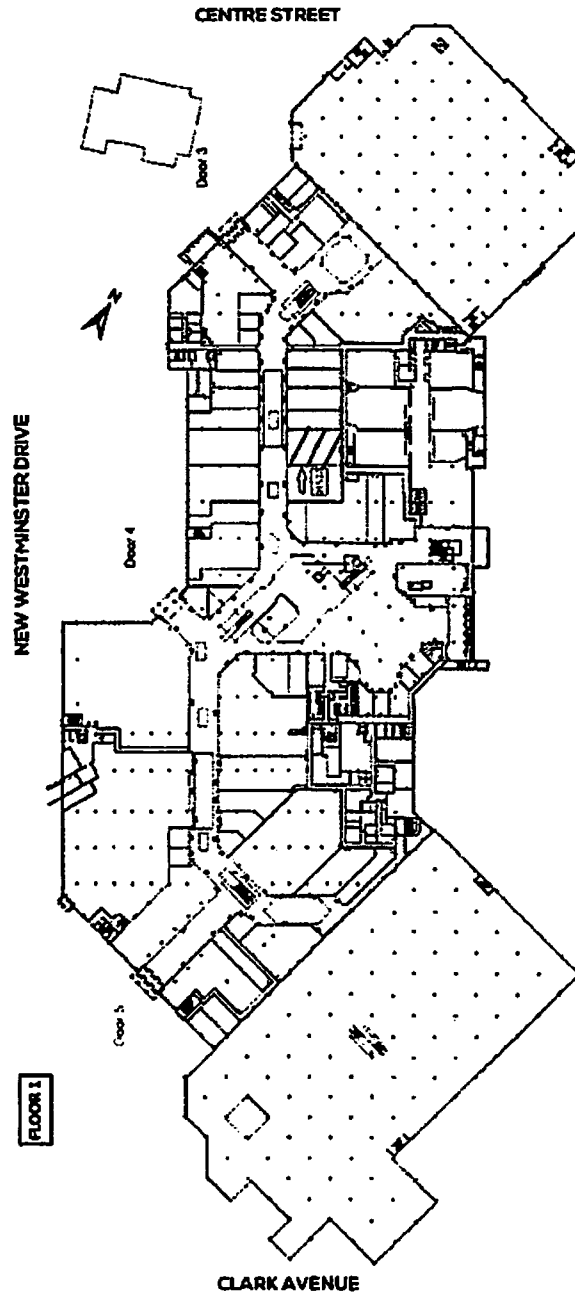 CENTRE STREET
Door 3
N
NEW WESTMINSTER DRIVE
Door 4
Door 5
FLOOR 1
CLARK AVENUE